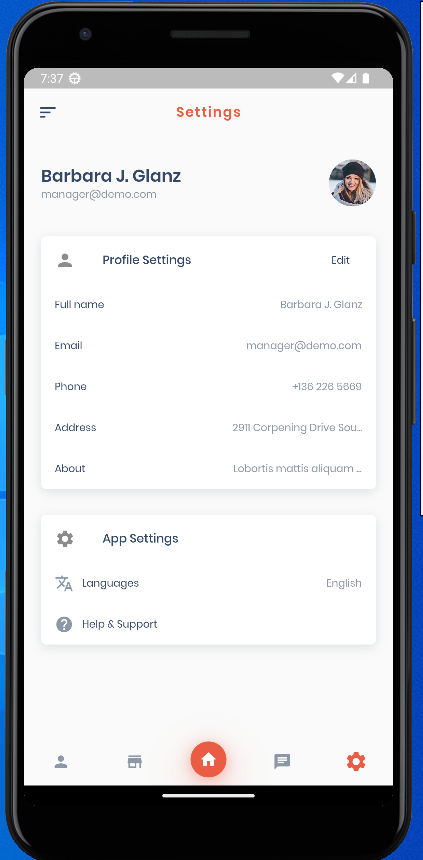 7:37
Settings
Barbara J. Glanz
manager@demo.com
Profile Settings Edit
Full name Barbara J. Glanz
Email manager@demo.com
Phone +136 226 5669
Address 2911 Corpening Drive Sou...
About Lobortis mattis aliquam ...
App Settings
Languages English
Help & Support